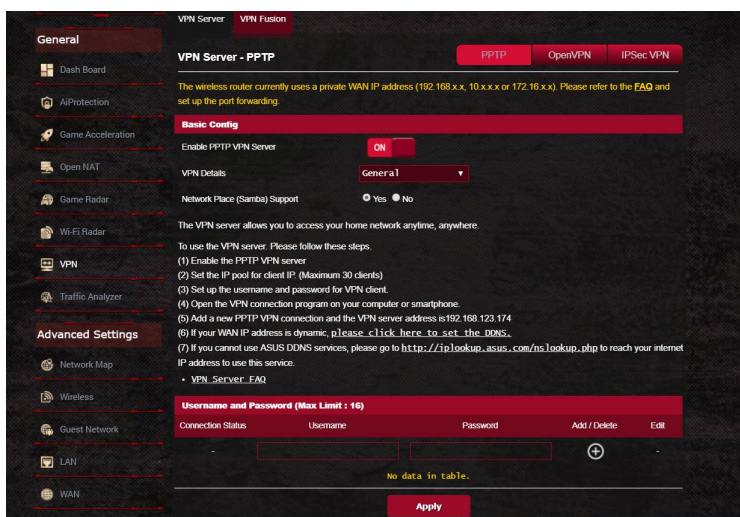 VPN Server VPN Fusion
General
Dash Board
AiProtection
Game Acceleration
Open NAT
Game Radar
Wi-Fi Radar
VPN
Traffic Analyzer
Advanced Settings
Network Map
Wireless
Guest Network
LAN
WAN
VPN Server - PPTP
PPTP OpenVPN IPSec VPN
The wireless router currently uses a private WAN IP address (192.168.x.x, 10.x.x.x or 172.16.x.x). Please refer to the FAQ and
set up the port forwarding.
Basic Config
Enable PPTP VPN Server ON
VPN Details General
Network Place (Samba) Support Yes No
The VPN server allows you to access your home network anytime, anywhere.
To use the VPN server. Please follow these steps.
(1) Enable the PPTP VPN server
(2) Set the IP pool for client IP. (Maximum 30 clients)
(3) Set up the username and password for VPN client.
(4) Open the VPN connection program on your computer or smartphone.
(5) Add a new PPTP VPN connection and the VPN server address is192.168.123.174
(6) If your WAN IP address is dynamic, please click here to set the DDNS.
(7) If you cannot use ASUS DDNS services, please go to http://iplookup.asus.com/nslookup.php to reach your internet
IP address to use this service.
• VPN Server FAQ
Username and Password (Max Limit : 16)
Connection Status Username Password Add / Delete Edit
- -
No data in table.
Apply